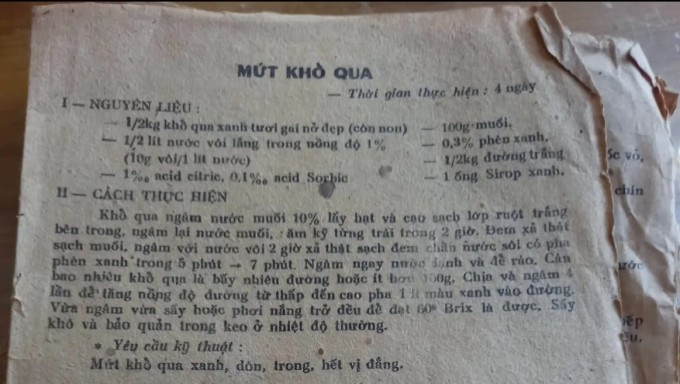 MỨT KHỔ QUA
— Thời gian thực hiện : 4 ngày
I — NGUYÊN LIỆU :
— 1/2kg khổ qua xanh tươi gai nở đẹp (còn non) — 100g muối.
— 1/2 lít nước vôi lắng trong nồng độ 1% — 0,3% phèn xanh.
(10g vôi/1 lít nước) — 1/2kg đường trắng
— 1‰ acid citric, 0,1‰ acid Sorbic — 1 ống Sirop xanh.
II — CÁCH THỰC HIỆN
Khổ qua ngâm nước muối 10% lấy hạt và cạo sạch lớp ruột trắng
bên trong, ngâm lại nước muối, găm kỹ từng trái trong 2 giờ. Đem xả thật
sạch muối, ngâm với nước vôi 2 giờ xả thật sạch đem chần nước sôi có pha
phèn xanh trong 5 phút → 7 phút. Ngâm ngay nước lạnh và để ráo. Cân
bao nhiêu khổ qua là bấy nhiêu đường hoặc ít hơn 100g. Chia và ngâm 4
lần để tăng nồng độ đường từ thấp đến cao pha 1 ít màu xanh vào đường.
Vừa ngâm vừa sấy hoặc phơi nắng trở đều để đạt 60° Brix là được. Sấy
khô và bảo quản trong keo ở nhiệt độ thường.
* Yêu cầu kỹ thuật :
Mứt khổ qua xanh, dòn, trong, hết vị đắng.
vỏ,
chín